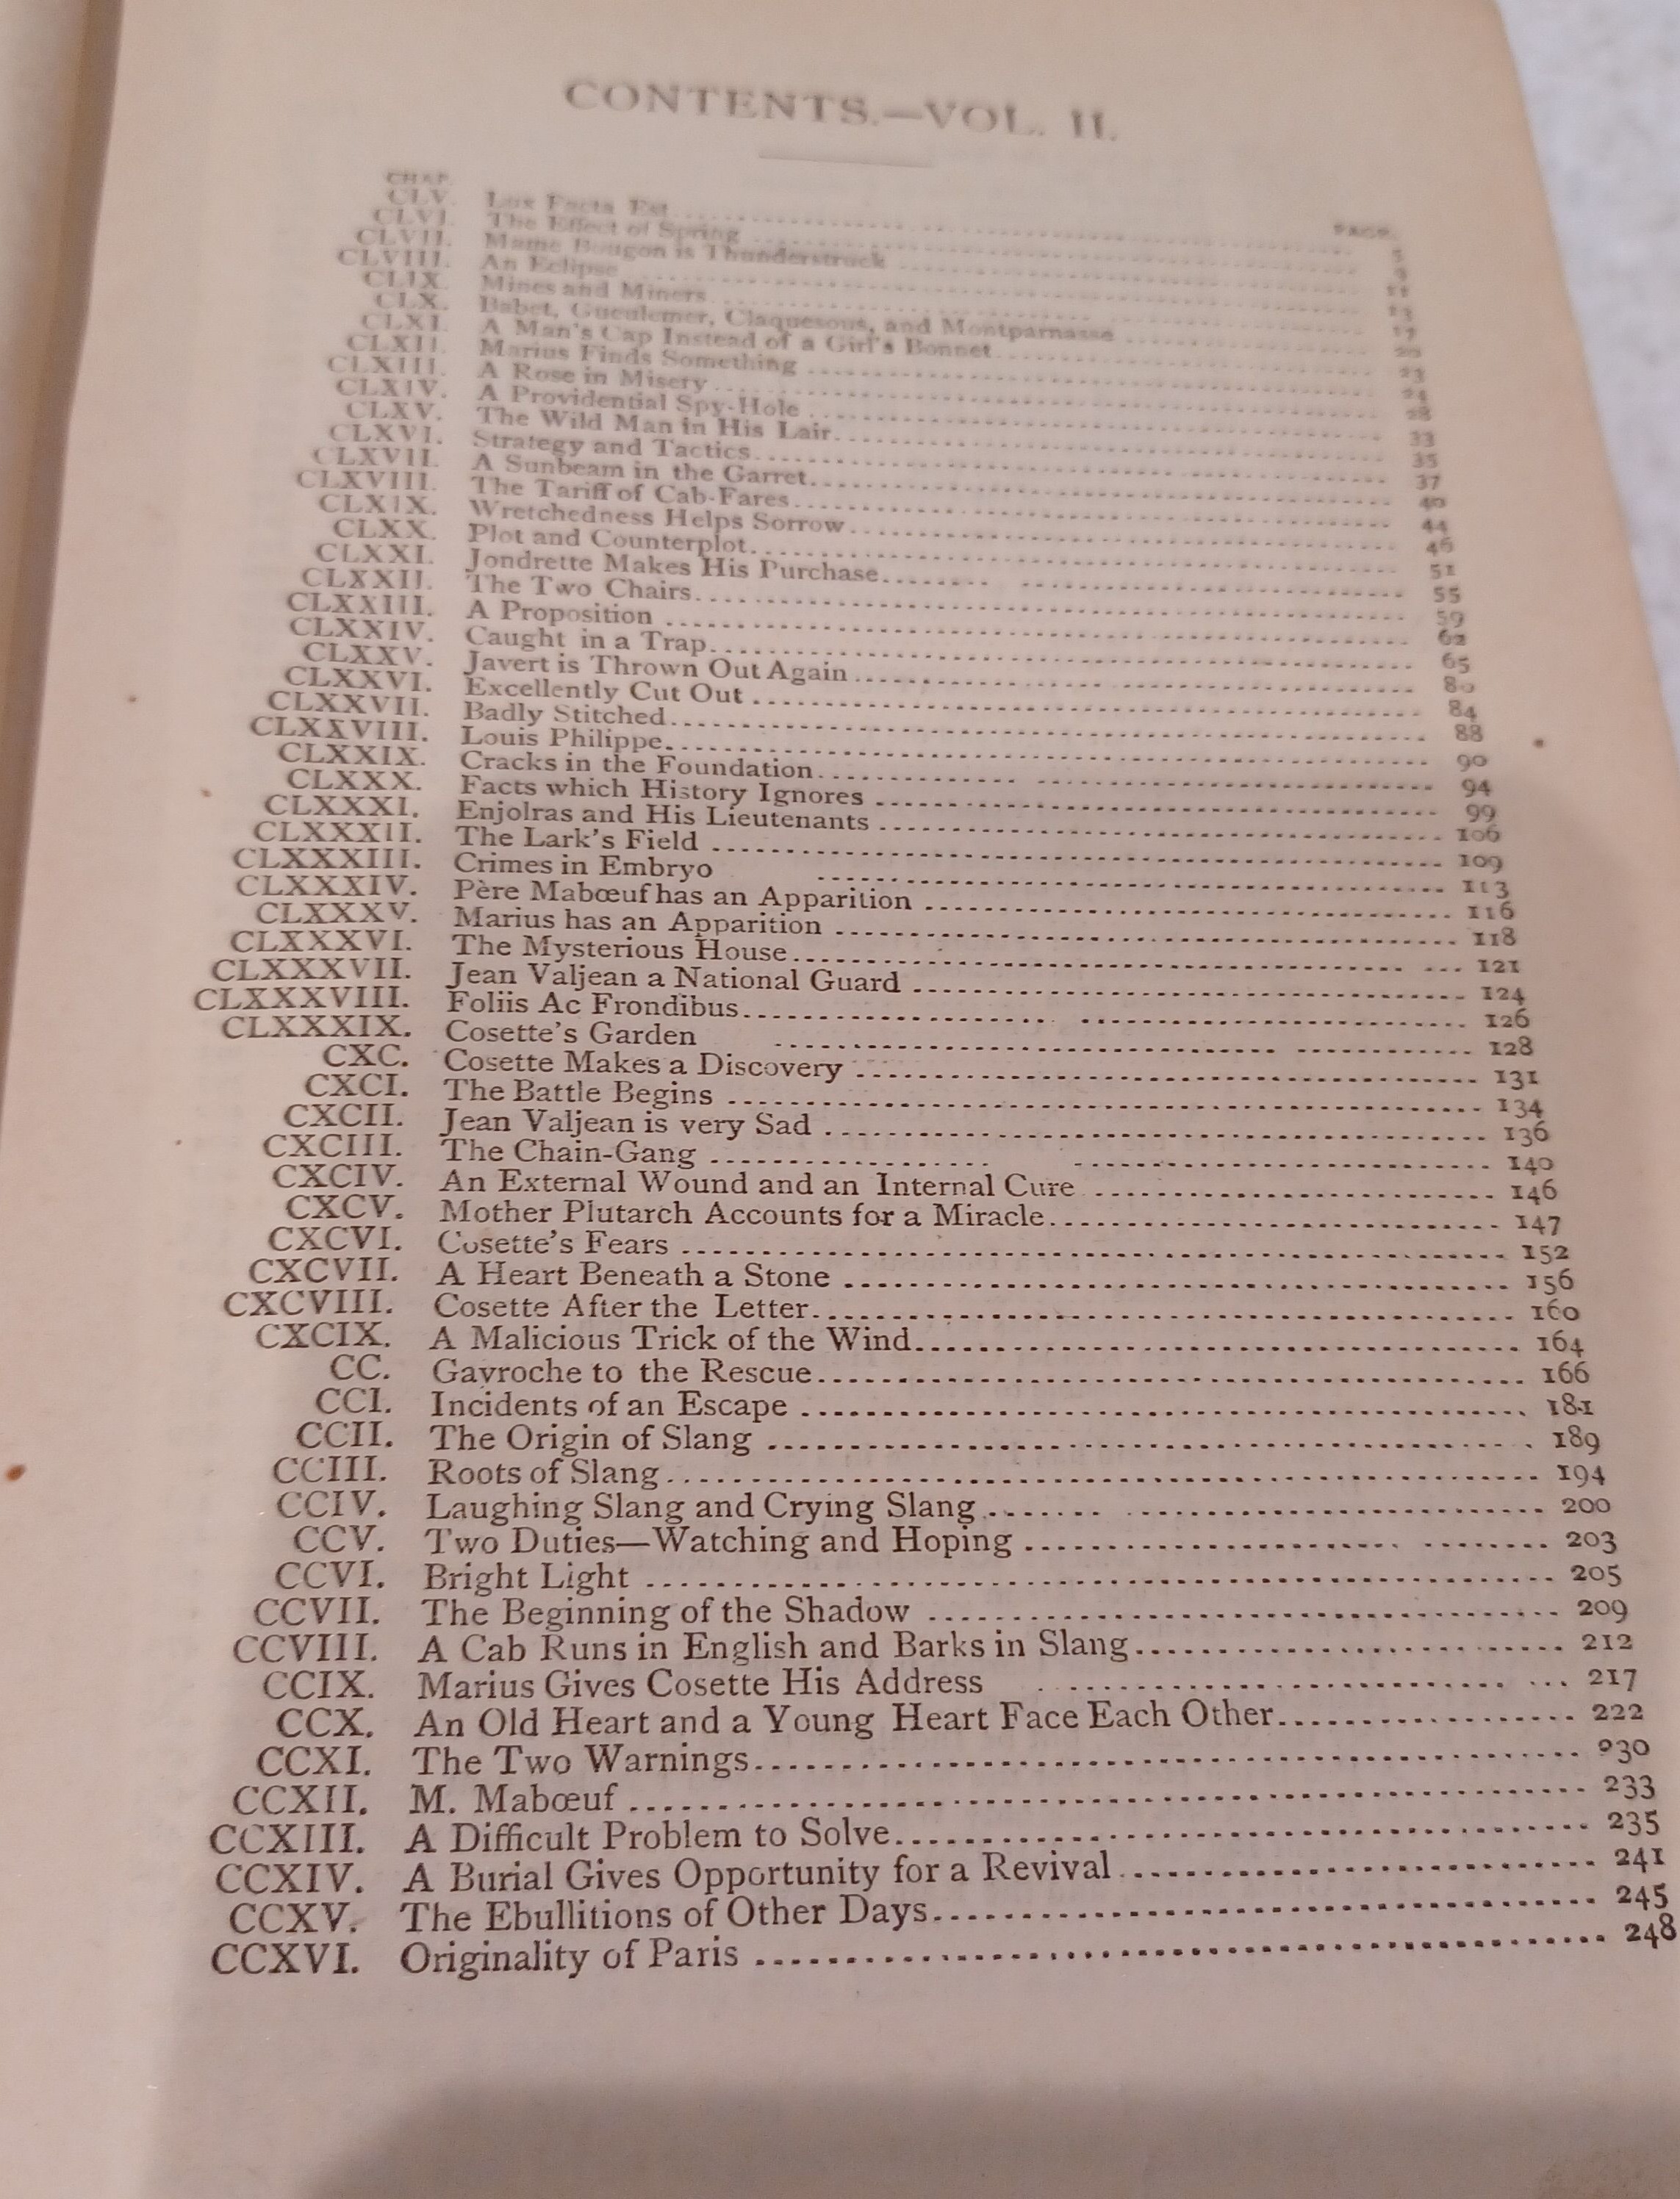 CONTENTS.—VOL. II.
CHAP. PAGE.
CLV. Lux Facta Est 5
CLVI. The Effect of Spring 9
CLVII. Mame Bougon is Thunderstruck 11
CLVIII. An Eclipse 13
CLIX. Mines and Miners 17
CLX. Babet, Gueulemer, Claquesous, and Montparnasse 20
CLXI. A Man's Cap Instead of a Girl's Bonnet 23
CLXII. Marius Finds Something 24
CLXIII. A Rose in Misery 28
CLXIV. A Providential Spy-Hole 33
CLXV. The Wild Man in His Lair 35
CLXVI. Strategy and Tactics 37
CLXVII. A Sunbeam in the Garret 40
CLXVIII. The Tariff of Cab-Fares 44
CLXIX. Wretchedness Helps Sorrow 46
CLXX. Plot and Counterplot 51
CLXXI. Jondrette Makes His Purchase 55
CLXXII. The Two Chairs 59
CLXXIII. A Proposition 62
CLXXIV. Caught in a Trap 65
CLXXV. Javert is Thrown Out Again 80
CLXXVI. Excellently Cut Out 84
CLXXVII. Badly Stitched 88
CLXXVIII. Louis Philippe 90
CLXXIX. Cracks in the Foundation 94
CLXXX. Facts which History Ignores 99
CLXXXI. Enjolras and His Lieutenants 106
CLXXXII. The Lark's Field 109
CLXXXIII. Crimes in Embryo 113
CLXXXIV. Père Mabœuf has an Apparition 116
CLXXXV. Marius has an Apparition 118
CLXXXVI. The Mysterious House 121
CLXXXVII. Jean Valjean a National Guard 124
CLXXXVIII. Foliis Ac Frondibus 126
CLXXXIX. Cosette's Garden 128
CXC. Cosette Makes a Discovery 131
CXCI. The Battle Begins 134
CXCII. Jean Valjean is very Sad 136
CXCIII. The Chain-Gang 140
CXCIV. An External Wound and an Internal Cure 146
CXCV. Mother Plutarch Accounts for a Miracle 147
CXCVI. Cosette's Fears 152
CXCVII. A Heart Beneath a Stone 156
CXCVIII. Cosette After the Letter 160
CXCIX. A Malicious Trick of the Wind 164
CC. Gavroche to the Rescue 166
CCI. Incidents of an Escape 181
CCII. The Origin of Slang 189
CCIII. Roots of Slang 194
CCIV. Laughing Slang and Crying Slang 200
CCV. Two Duties—Watching and Hoping 203
CCVI. Bright Light 205
CCVII. The Beginning of the Shadow 209
CCVIII. A Cab Runs in English and Barks in Slang 212
CCIX. Marius Gives Cosette His Address 217
CCX. An Old Heart and a Young Heart Face Each Other 222
CCXI. The Two Warnings 230
CCXII. M. Mabœuf 233
CCXIII. A Difficult Problem to Solve 235
CCXIV. A Burial Gives Opportunity for a Revival 241
CCXV. The Ebullitions of Other Days 245
CCXVI. Originality of Paris 248